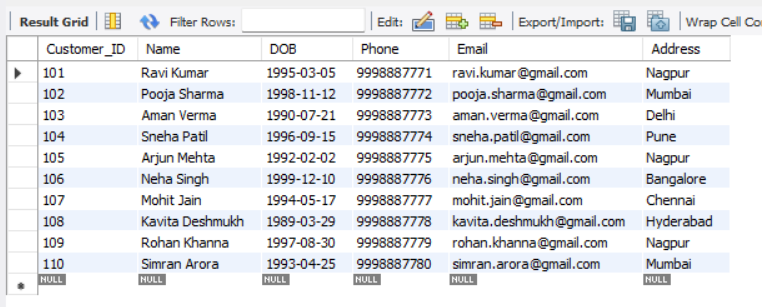 Result Grid Filter Rows: Edit: Export/Import: Wrap Cell Co
Customer_ID Name DOB Phone Email Address
101 Ravi Kumar 1995-03-05 9998887771 ravi.kumar@gmail.com Nagpur
102 Pooja Sharma 1998-11-12 9998887772 pooja.sharma@gmail.com Mumbai
103 Aman Verma 1990-07-21 9998887773 aman.verma@gmail.com Delhi
104 Sneha Patil 1996-09-15 9998887774 sneha.patil@gmail.com Pune
105 Arjun Mehta 1992-02-02 9998887775 arjun.mehta@gmail.com Nagpur
106 Neha Singh 1999-12-10 9998887776 neha.singh@gmail.com Bangalore
107 Mohit Jain 1994-05-17 9998887777 mohit.jain@gmail.com Chennai
108 Kavita Deshmukh 1989-03-29 9998887778 kavita.deshmukh@gmail.com Hyderabad
109 Rohan Khanna 1997-08-30 9998887779 rohan.khanna@gmail.com Nagpur
110 Simran Arora 1993-04-25 9998887780 simran.arora@gmail.com Mumbai
NULL NULL NULL NULL NULL NULL